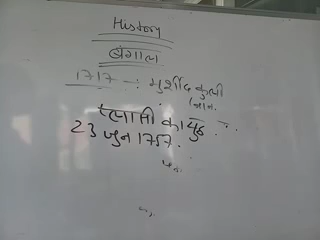 History
बंगाल
1717 -: मुर्शीद कुली
खान.
प्लासी का युद्ध
23 जुन 1757.